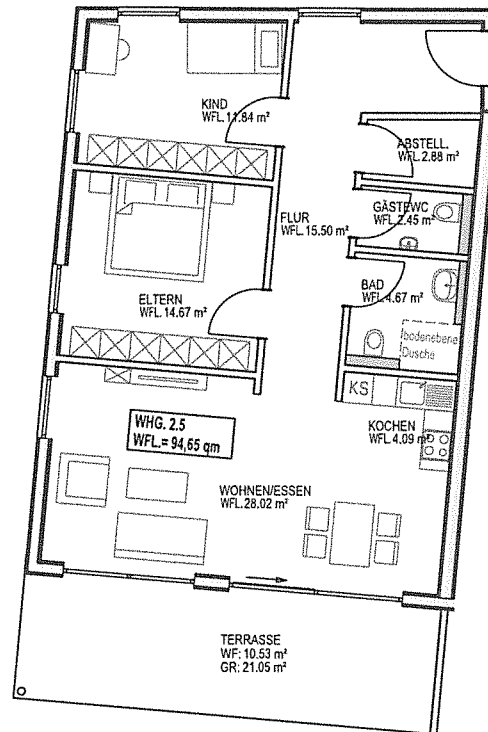 KIND
WFL. 11.84 m²
ABSTELL.
WFL. 2.88 m²
GÄSTEWC
WFL. 2.45 m²
FLUR
WFL. 15.50 m²
BAD
WFL. 4.67 m²
ELTERN
WFL. 14.67 m²
bodenebene
Dusche
KS
KOCHEN
WFL. 4.09 m²
WHG. 2.5
WFL.= 94,65 qm
WOHNEN/ESSEN
WFL. 28.02 m²
TERRASSE
WF: 10.53 m²
GR: 21.05 m²